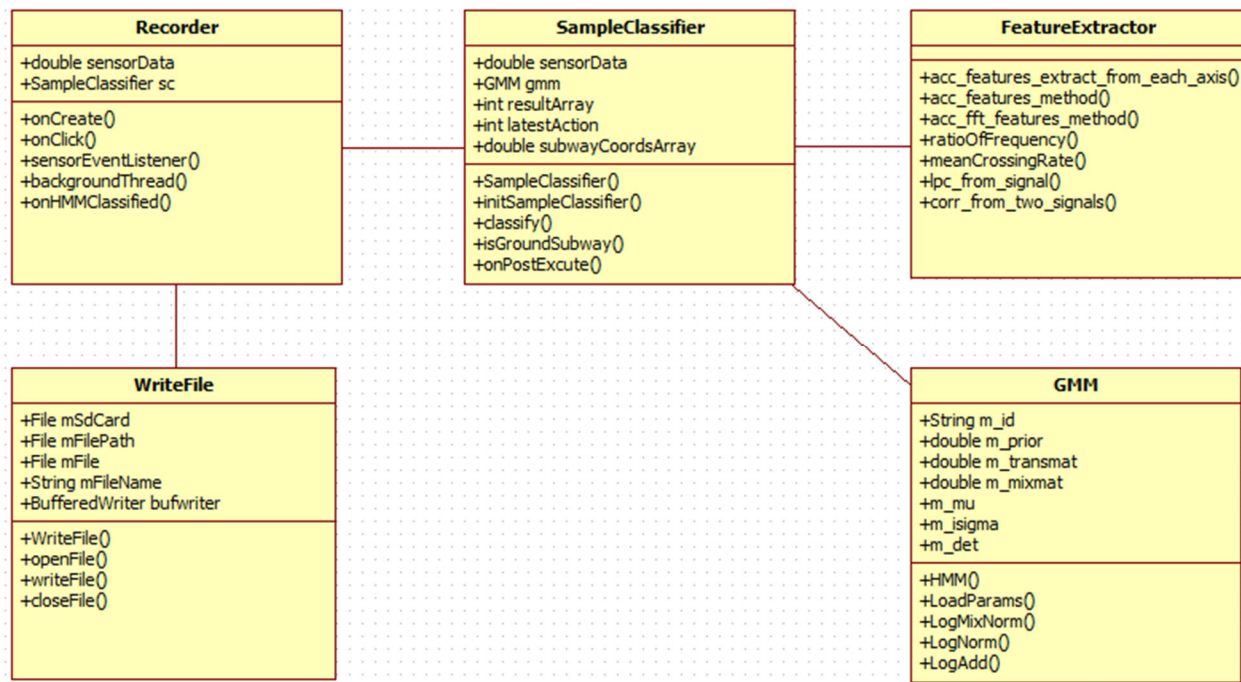 Recorder
+double sensorData
+SampleClassifier sc
+onCreate()
+onClick()
+sensorEventListener()
+backgroundThread()
+onHMMClassified()
SampleClassifier
+double sensorData
+GMM gmm
+int resultArray
+int latestAction
+double subwayCoordsArray
+SampleClassifier()
+initSampleClassifier()
+classify()
+isGroundSubway()
+onPostExcute()
FeatureExtractor
+acc_features_extract_from_each_axis()
+acc_features_method()
+acc_fft_features_method()
+ratioOfFrequency()
+meanCrossingRate()
+lpc_from_signal()
+corr_from_two_signals()
WriteFile
+File mSdCard
+File mFilePath
+File mFile
+String mFileName
+BufferedWriter bufwriter
+WriteFile()
+openFile()
+writeFile()
+closeFile()
GMM
+String m_id
+double m_prior
+double m_transmat
+double m_mixmat
+m_mu
+m_isigma
+m_det
+HMM()
+LoadParams()
+LogMixNorm()
+LogNorm()
+LogAdd()